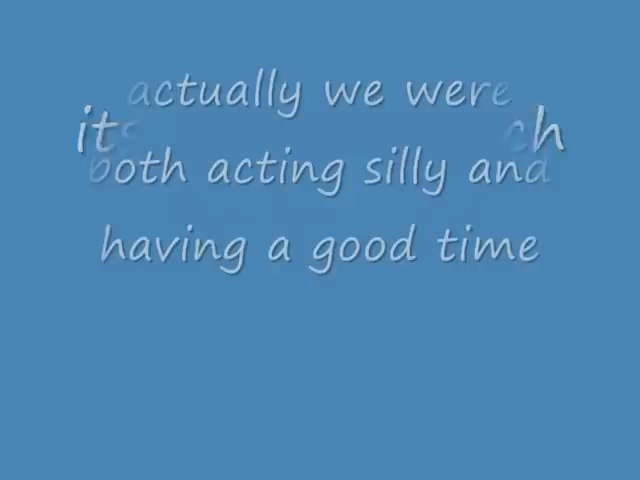 actually we were
both acting silly and
having a good time